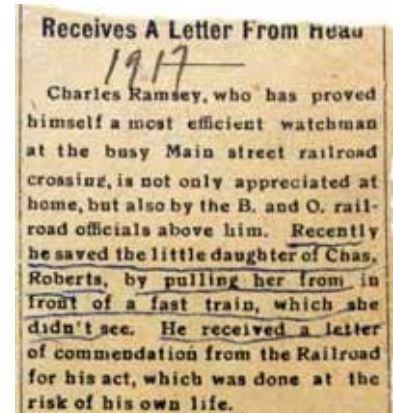 Receives A Letter From Head
1917
Charles Ramsey, who has proved
himself a most efficient watchman
at the busy Main street railroad
crossing, is not only appreciated at
home, but also by the B. and O. rail-
road officials above him. Recently
he saved the little daughter of Chas,
Roberts, by pulling her from in
front of a fast train, which she
didn't see. He received a letter
of commendation from the Railroad
for his act, which was done at the
risk of his own life.